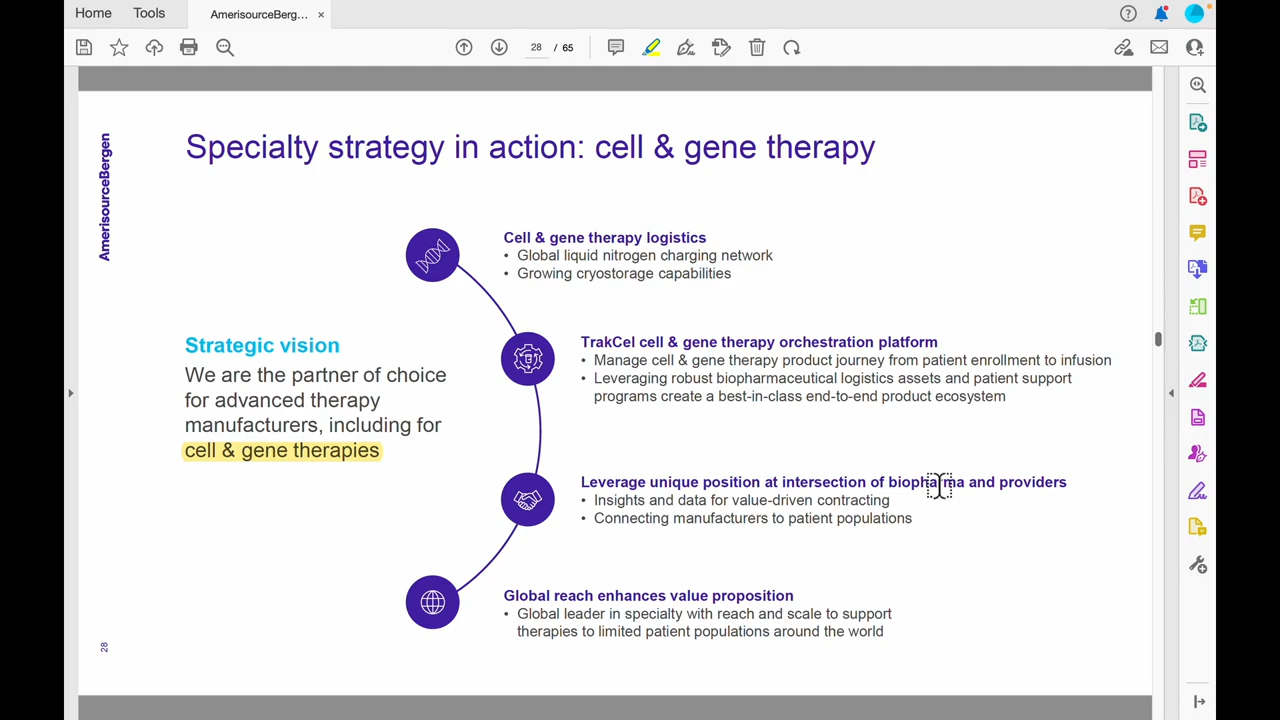 Home
Tools
AmerisourceBerg...
×
28 / 65
AmerisourceBergen
Specialty strategy in action: cell & gene therapy
Cell & gene therapy logistics
• Global liquid nitrogen charging network
• Growing cryostorage capabilities
Strategic vision
We are the partner of choice
for advanced therapy
manufacturers, including for
cell & gene therapies
TrakCel cell & gene therapy orchestration platform
• Manage cell & gene therapy product journey from patient enrollment to infusion
• Leveraging robust biopharmaceutical logistics assets and patient support
programs create a best-in-class end-to-end product ecosystem
Leverage unique position at intersection of biopharma and providers
• Insights and data for value-driven contracting
• Connecting manufacturers to patient populations
Global reach enhances value proposition
• Global leader in specialty with reach and scale to support
therapies to limited patient populations around the world
28